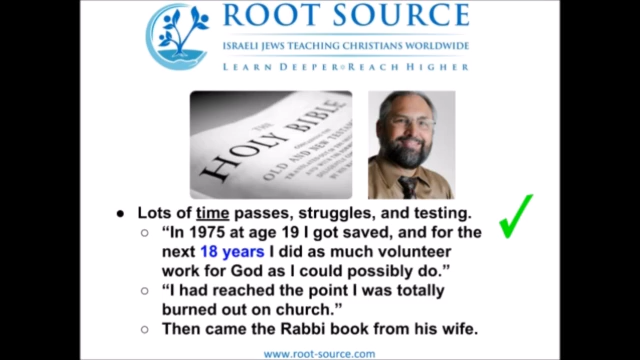 ROOT SOURCE
ISRAELI JEWS TEACHING CHRISTIANS WORLDWIDE
LEARN DEEPER REACH HIGHER
THE
HOLY BIBLE
OLD AND NEW TESTAM
● Lots of time passes, struggles, and testing.
○ “In 1975 at age 19 I got saved, and for the
next 18 years I did as much volunteer
work for God as I could possibly do.”
○ “I had reached the point I was totally
burned out on church.”
○ Then came the Rabbi book from his wife.
www.root-source.com